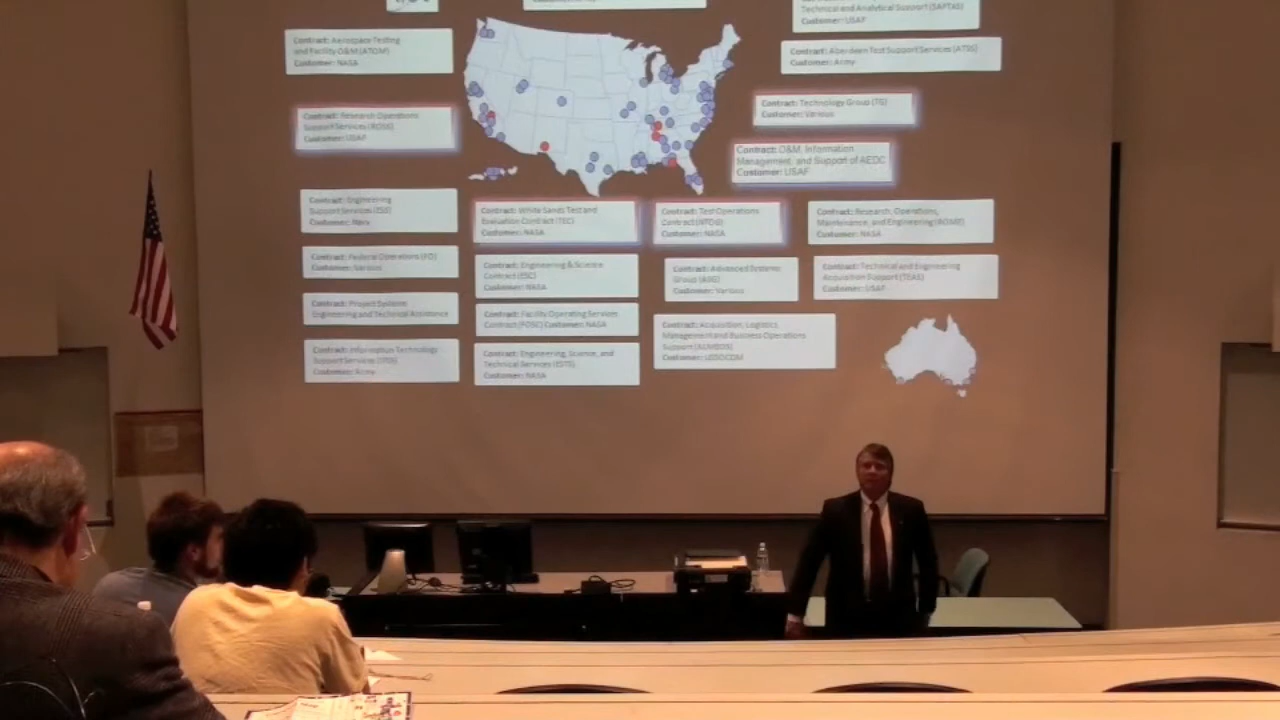 Technical and Analytical Support (SAPTAS)
Customer: USAF
Contract: Aerospace Testing
and Facility O&M (ATOM)
Customer: NASA
Contract: Aberdeen Test Support Services (ATSS)
Customer: Army
Contract: Research Operations
Support Services (ROSS)
Customer: USAF
Contract: Technology Group (TG)
Customer: Various
Contract: O&M, Information
Management, and Support of AEDC
Customer: USAF
Contract: Engineering
Support Services (ESS)
Customer: Navy
Contract: White Sands Test and
Evaluation Contract (TEC)
Customer: NASA
Contract: Test Operations
Contract (NTOG)
Customer: NASA
Contract: Research, Operations,
Maintenance, and Engineering (ROME)
Customer: NASA
Contract: Federal Operations (FO)
Customer: Various
Contract: Engineering & Science
Contract (ESC)
Customer: NASA
Contract: Advanced Systems
Group (ASG)
Customer: Various
Contract: Technical and Engineering
Acquisition Support (TEAS)
Customer: USAF
Contract: Project Systems
Engineering and Technical Assistance
Contract: Facility Operating Services
Contract (FOSC) Customer: NASA
Contract: Acquisition, Logistics,
Management and Business Operations
Support (ALMBOS)
Customer: LEDOCDM
Contract: Information Technology
Support Services (ITSS)
Customer: Army
Contract: Engineering, Science, and
Technical Services (ESTS)
Customer: NASA